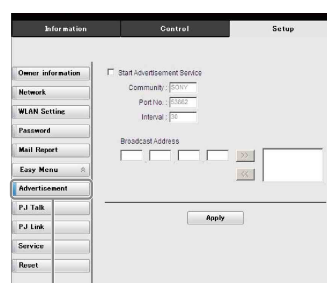 Information Control Setup
Owner information
Network
WLAN Setting
Password
Mail Report
Easy Menu
Advertisement
PJ Talk
PJ Link
Service
Reset
Start Advertisement Service
Community : SONY
Port No. : 53862
Interval : 30
Broadcast Address
>>
<<
Apply